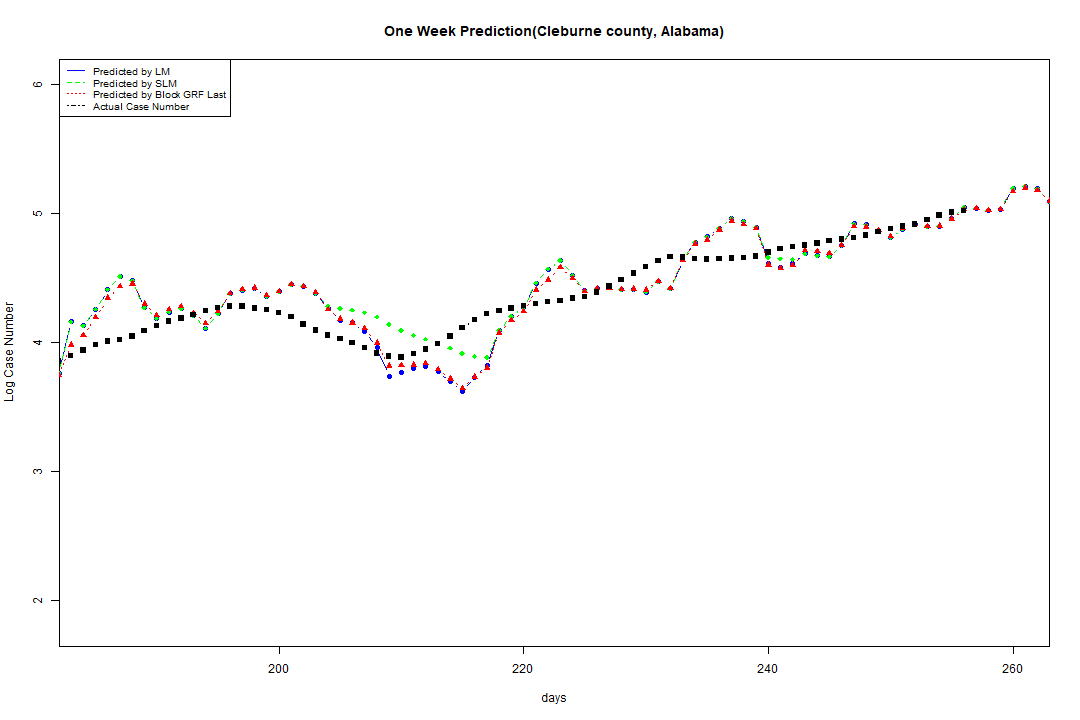 One Week Prediction(Cleburne county, Alabama)
Predicted by LM
Predicted by SLM
Predicted by Block GRF Last
Actual Case Number
6
5
4
3
2
Log Case Number
200 220 240 260
days